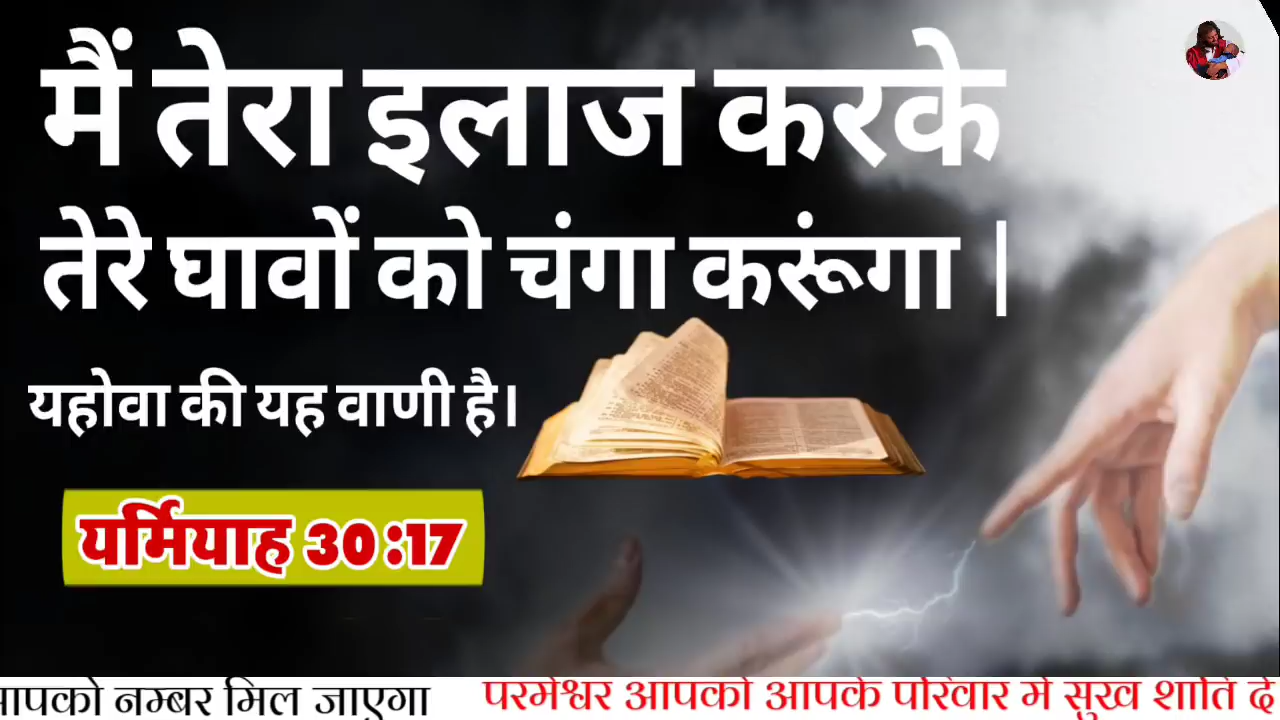 मैं तेरा इलाज करके
तेरे घावों को चंगा करूंगा |
यहोवा की यह वाणी है।
यर्मियाह 30:17
आपको नम्बर मिल जाएगा परमेश्वर आपको आपके परिवार में सुख शांति दे